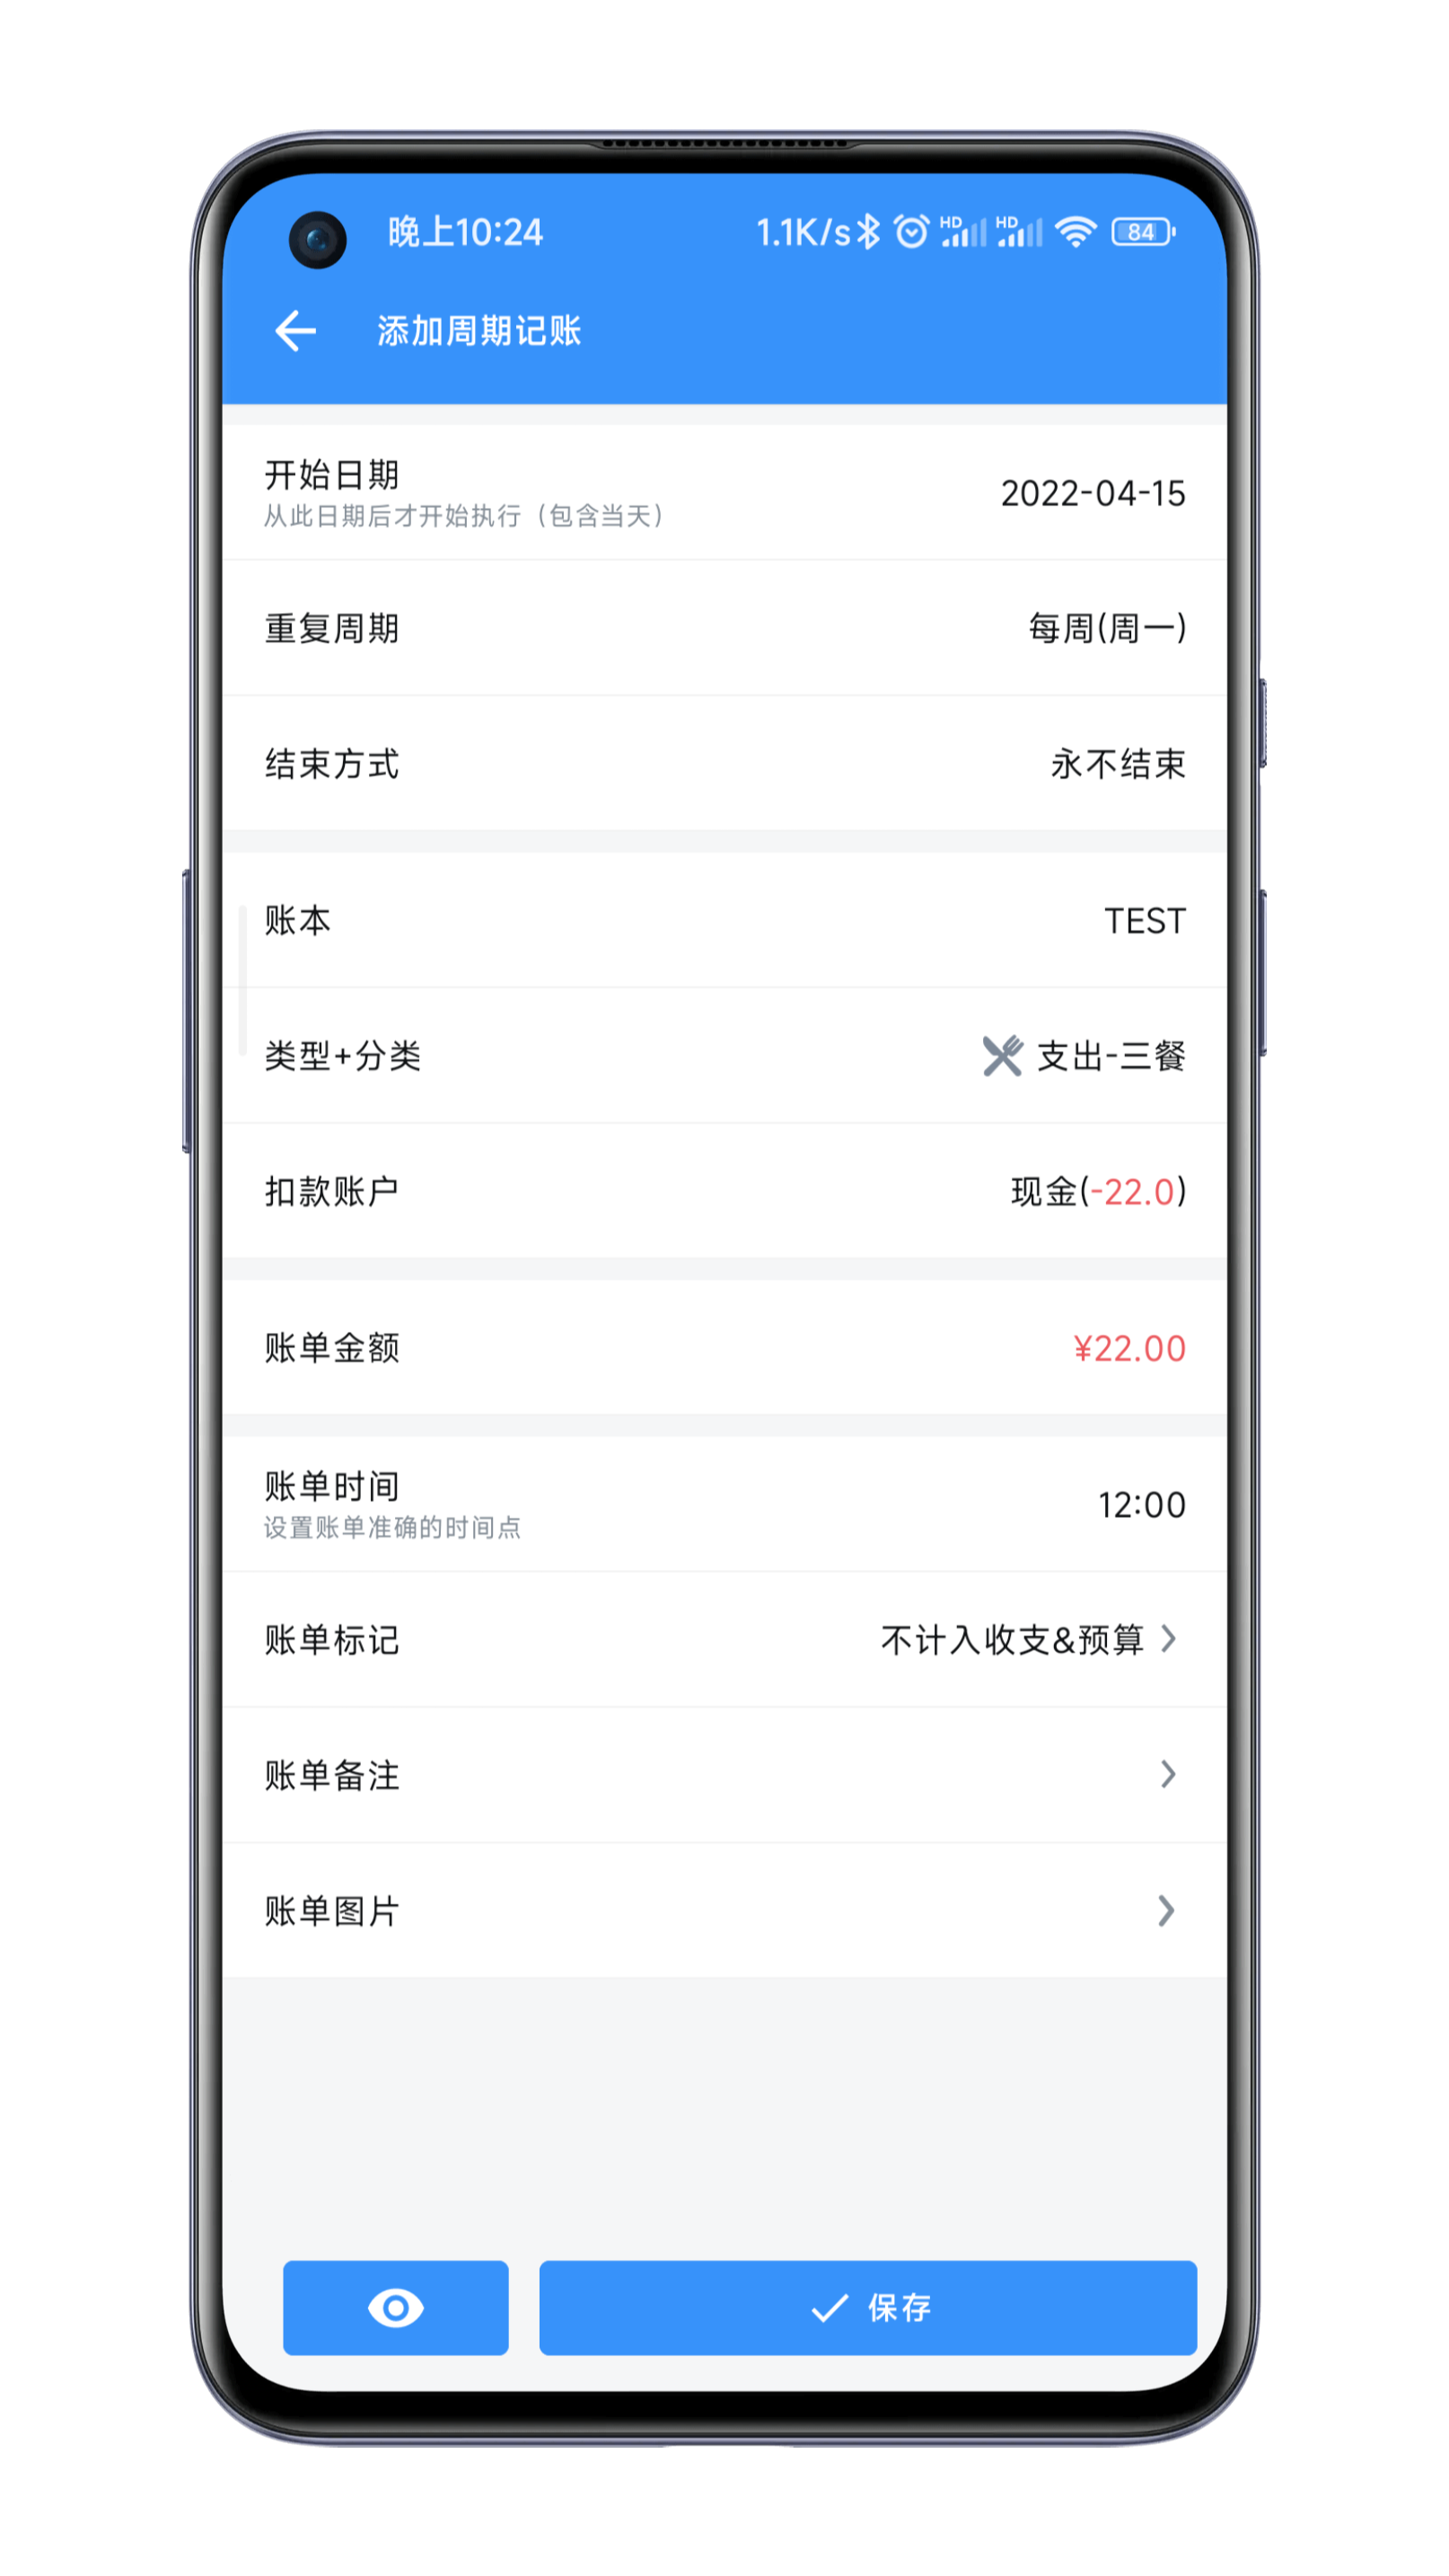 晚上10:24
1.1K/s HD HD 84
添加周期记账
开始日期
从此日期后才开始执行（包含当天）
2022-04-15
重复周期
每周(周一)
结束方式
永不结束
账本
TEST
类型+分类
支出-三餐
扣款账户
现金(-22.0)
账单金额
¥22.00
账单时间
设置账单准确的时间点
12:00
账单标记
不计入收支&预算
账单备注
账单图片
保存